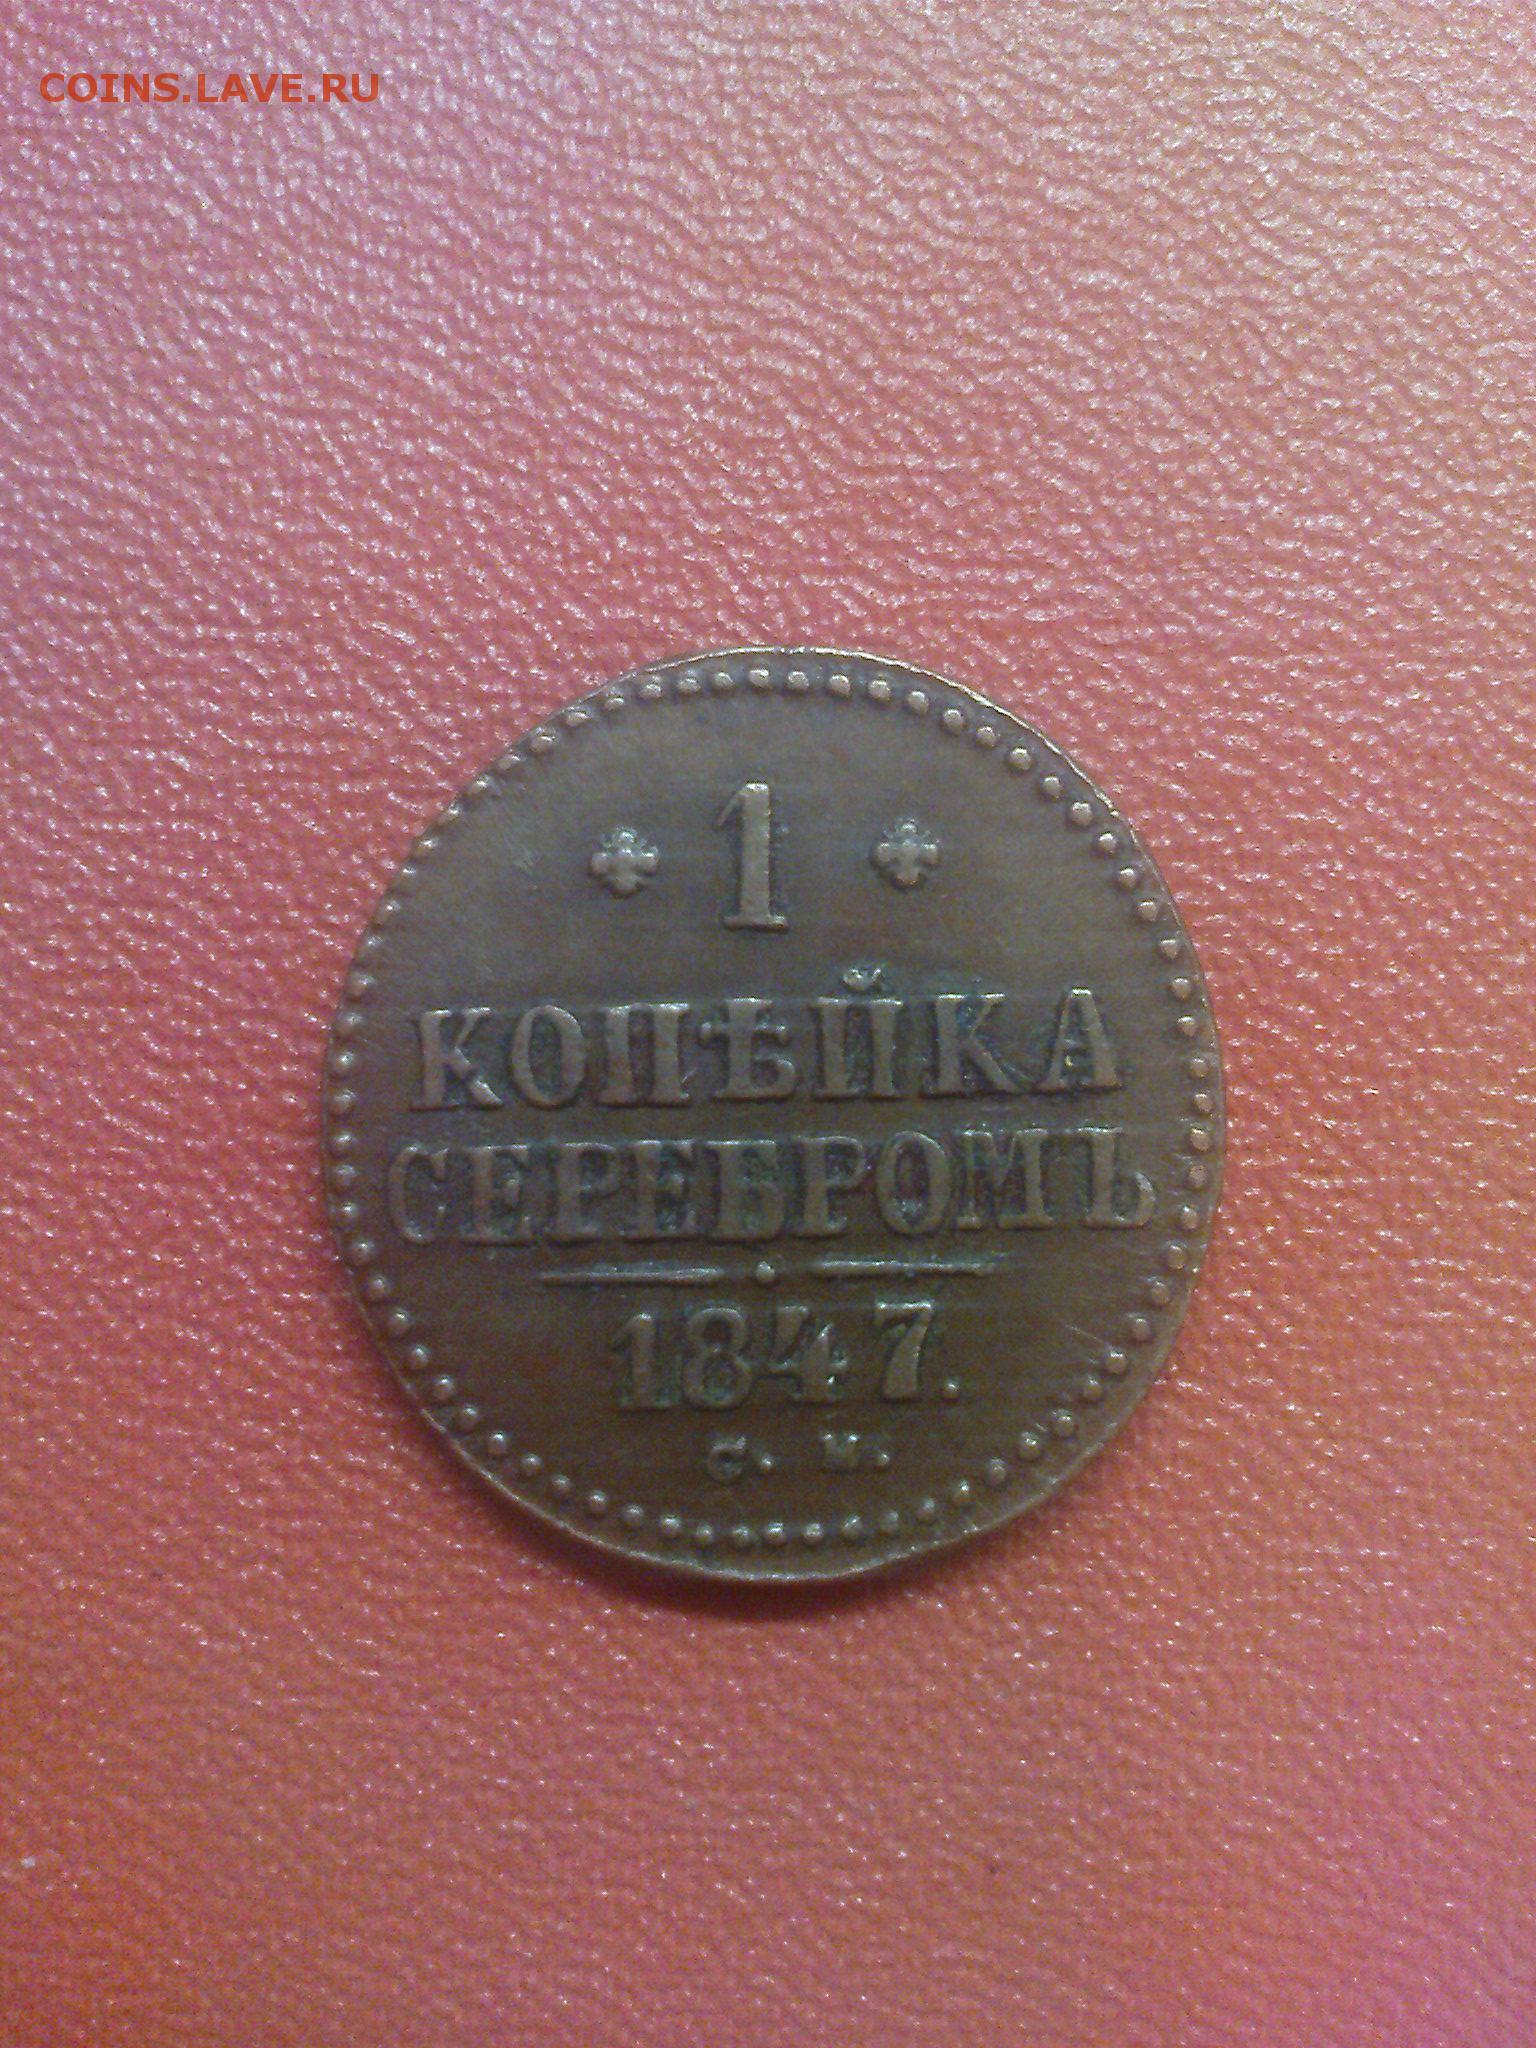 COINS.LAVE.RU
1
КОПѢЙКА
СЕРЕБРОМЪ
1847.
С. М.